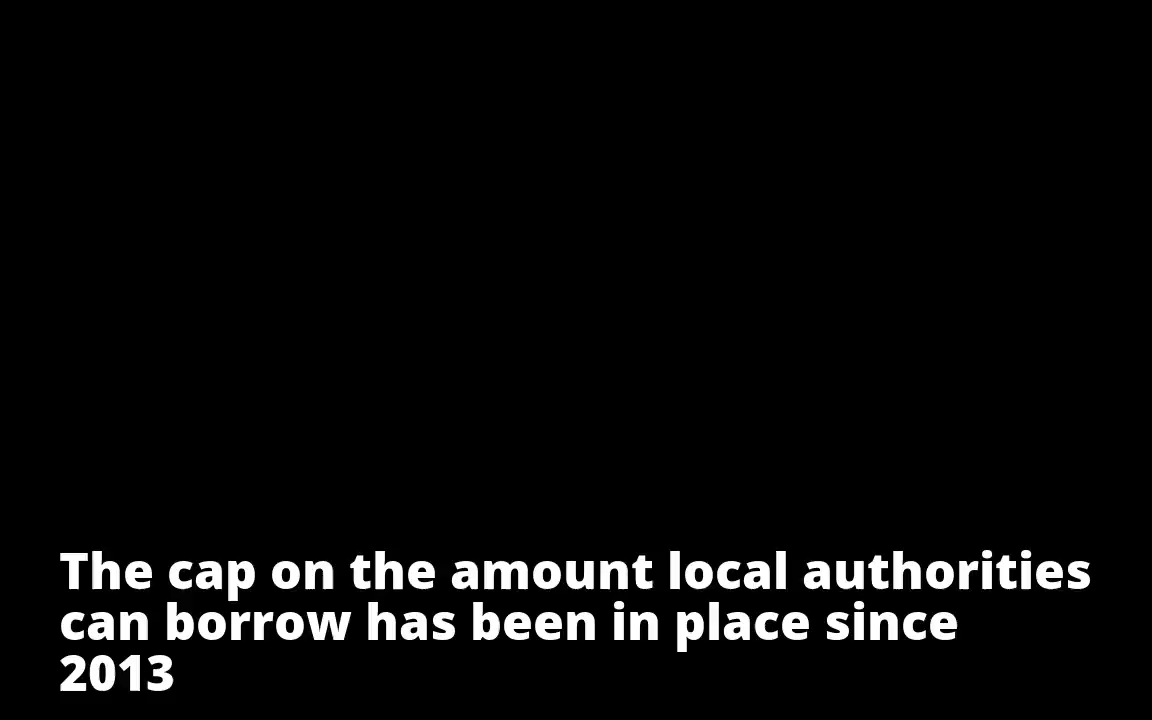 The cap on the amount local authorities
can borrow has been in place since
2013